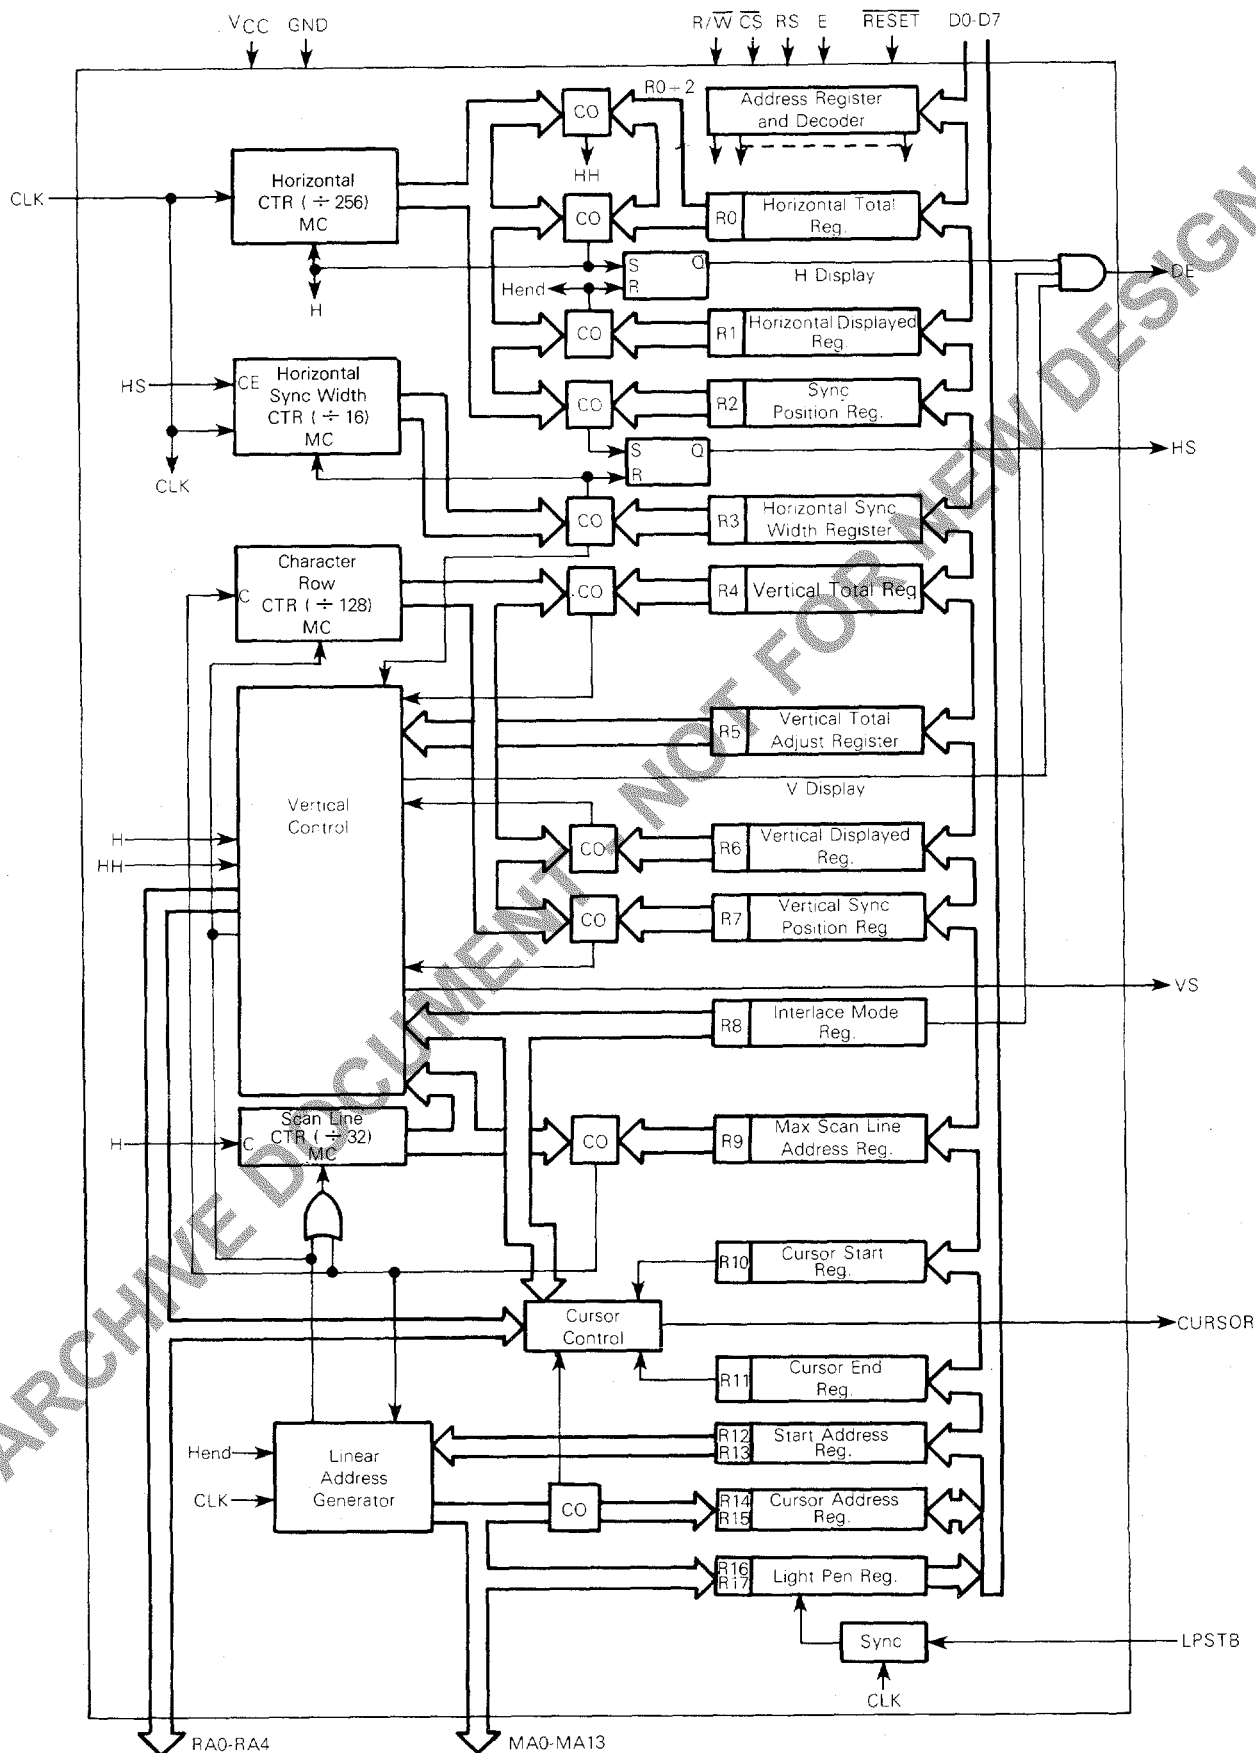 VCC GND R/W CS RS E RESET D0-D7
R0÷2
CO
Address Register
and Decoder
HH
CLK
Horizontal
CTR (÷256)
MC
CO
R0 Horizontal Total
Reg.
H
Hend
S Q
R
H Display
DE
CO
R1 Horizontal Displayed
Reg.
HS
CE Horizontal
Sync Width
CTR (÷16)
MC
CLK
CO
R2 Sync
Position Reg.
S Q
R
HS
CO
R3 Horizontal Sync
Width Register
C Character
Row
CTR (÷128)
MC
CO
R4 Vertical Total Reg
R5 Vertical Total
Adjust Register
V Display
Vertical
Control
H
HH
CO
R6 Vertical Displayed
Reg.
CO
R7 Vertical Sync
Position Reg
VS
R8 Interlace Mode
Reg.
H
C Scan Line
CTR (÷32)
MC
CO
R9 Max Scan Line
Address Reg.
R10 Cursor Start
Reg.
Cursor
Control
CURSOR
R11 Cursor End
Reg.
Hend
CLK
Linear
Address
Generator
R12
R13
Start Address
Reg.
CO
R14
R15
Cursor Address
Reg.
R16
R17
Light Pen Reg.
Sync
LPSTB
CLK
RA0-RA4 MA0-MA13
ARCHIVE DOCUMENT - NOT FOR NEW DESIGN